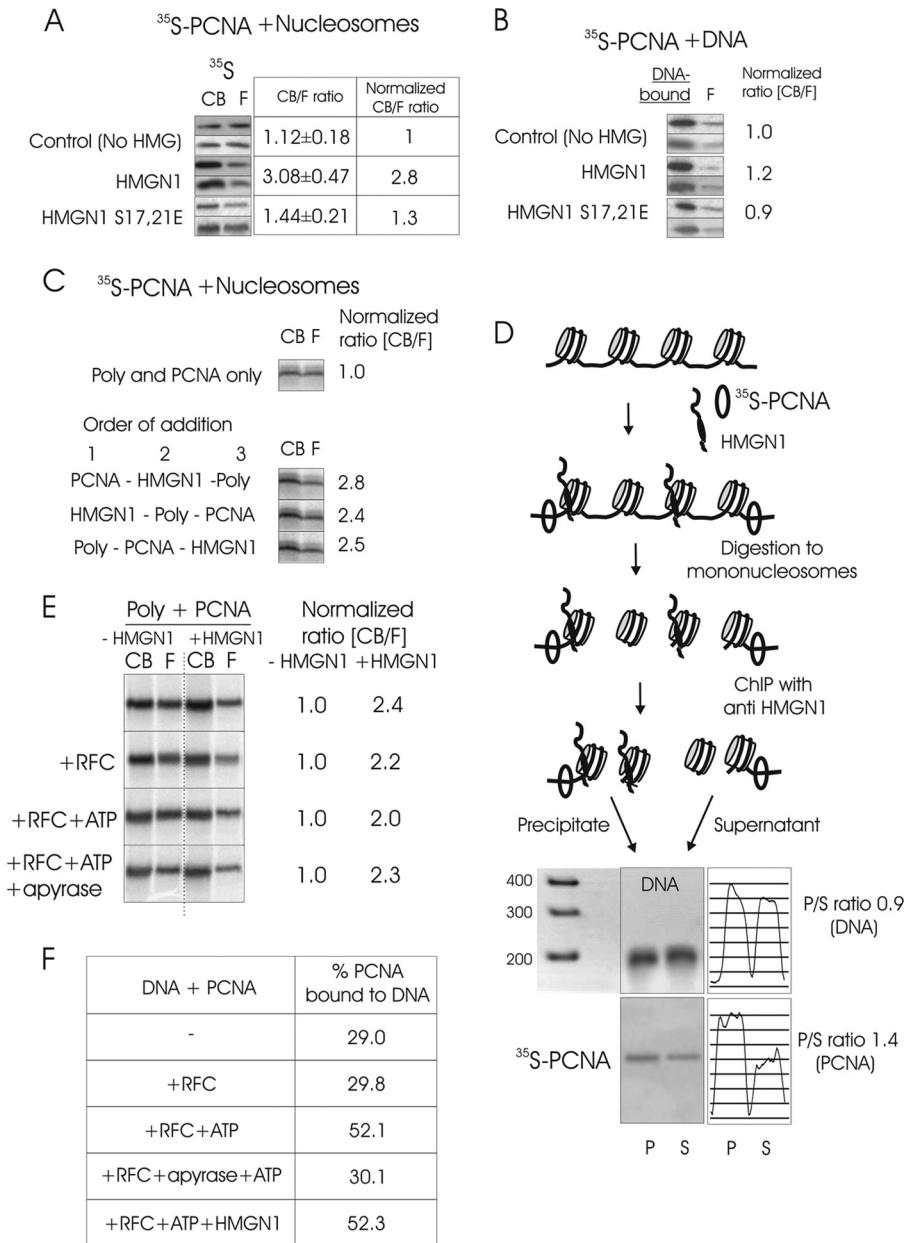 A
³⁵S-PCNA +Nucleosomes
³⁵S
CB F
CB/F ratio
Normalized
CB/F ratio
Control (No HMG)
1.12±0.18
1
HMGN1
3.08±0.47
2.8
HMGN1 S17,21E
1.44±0.21
1.3
B
³⁵S-PCNA +DNA
DNA-
bound
F
Normalized
ratio [CB/F]
Control (No HMG)
1.0
HMGN1
1.2
HMGN1 S17,21E
0.9
C
³⁵S-PCNA +Nucleosomes
CB F
Normalized
ratio [CB/F]
Poly and PCNA only
1.0
Order of addition
1 2 3
CB F
PCNA - HMGN1 -Poly
2.8
HMGN1 - Poly - PCNA
2.4
Poly - PCNA - HMGN1
2.5
D
³⁵S-PCNA
HMGN1
Digestion to
mononucleosomes
ChIP with
anti HMGN1
Precipitate
Supernatant
400
300
200
DNA
P/S ratio 0.9
(DNA)
³⁵S-PCNA
P/S ratio 1.4
(PCNA)
P S P S
E
Poly + PCNA
- HMGN1 +HMGN1
CB F CB F
Normalized
ratio [CB/F]
- HMGN1 +HMGN1
1.0 2.4
+RFC
1.0 2.2
+RFC+ATP
1.0 2.0
+RFC+ATP
+apyrase
1.0 2.3
F
DNA + PCNA
% PCNA
bound to DNA
-
29.0
+RFC
29.8
+RFC+ATP
52.1
+RFC+apyrase+ATP
30.1
+RFC+ATP+HMGN1
52.3